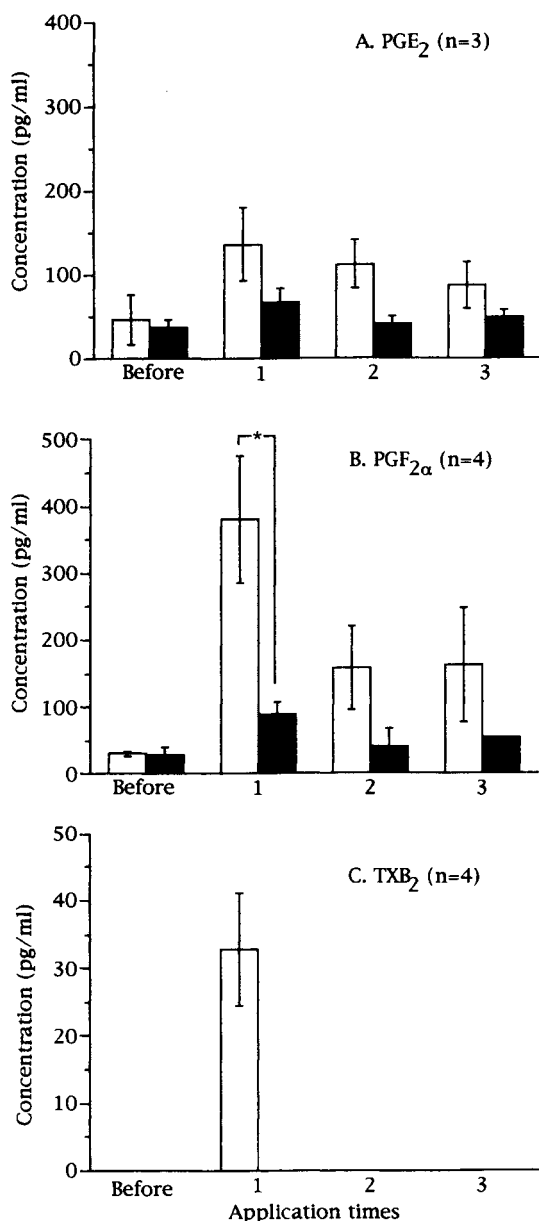 A. PGE2 (n=3)
Concentration (pg/ml)
400
300
200
100
0
Before 1 2 3
B. PGF2α (n=4)
*
Concentration (pg/ml)
500
400
300
200
100
0
Before 1 2 3
C. TXB2 (n=4)
Concentration (pg/ml)
50
40
30
20
10
0
Before 1 2 3
Application times